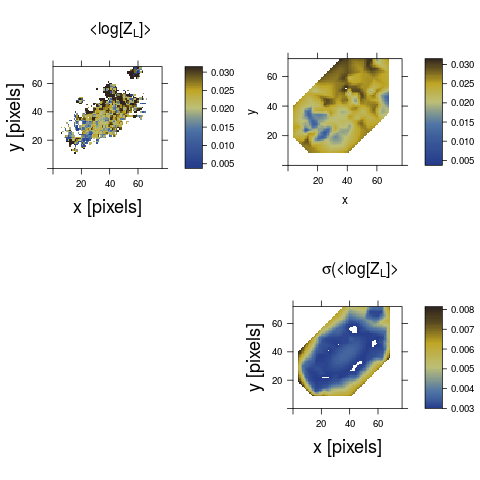 <log[Z_L]>
0.030
0.025
0.020
0.015
0.010
0.005
60
40
20
20 40 60
y [pixels]
x [pixels]
0.030
0.025
0.020
0.015
0.010
0.005
60
40
20
20 40 60
y
x
σ(<log[Z_L]>
0.008
0.007
0.006
0.005
0.004
0.003
60
40
20
20 40 60
y [pixels]
x [pixels]